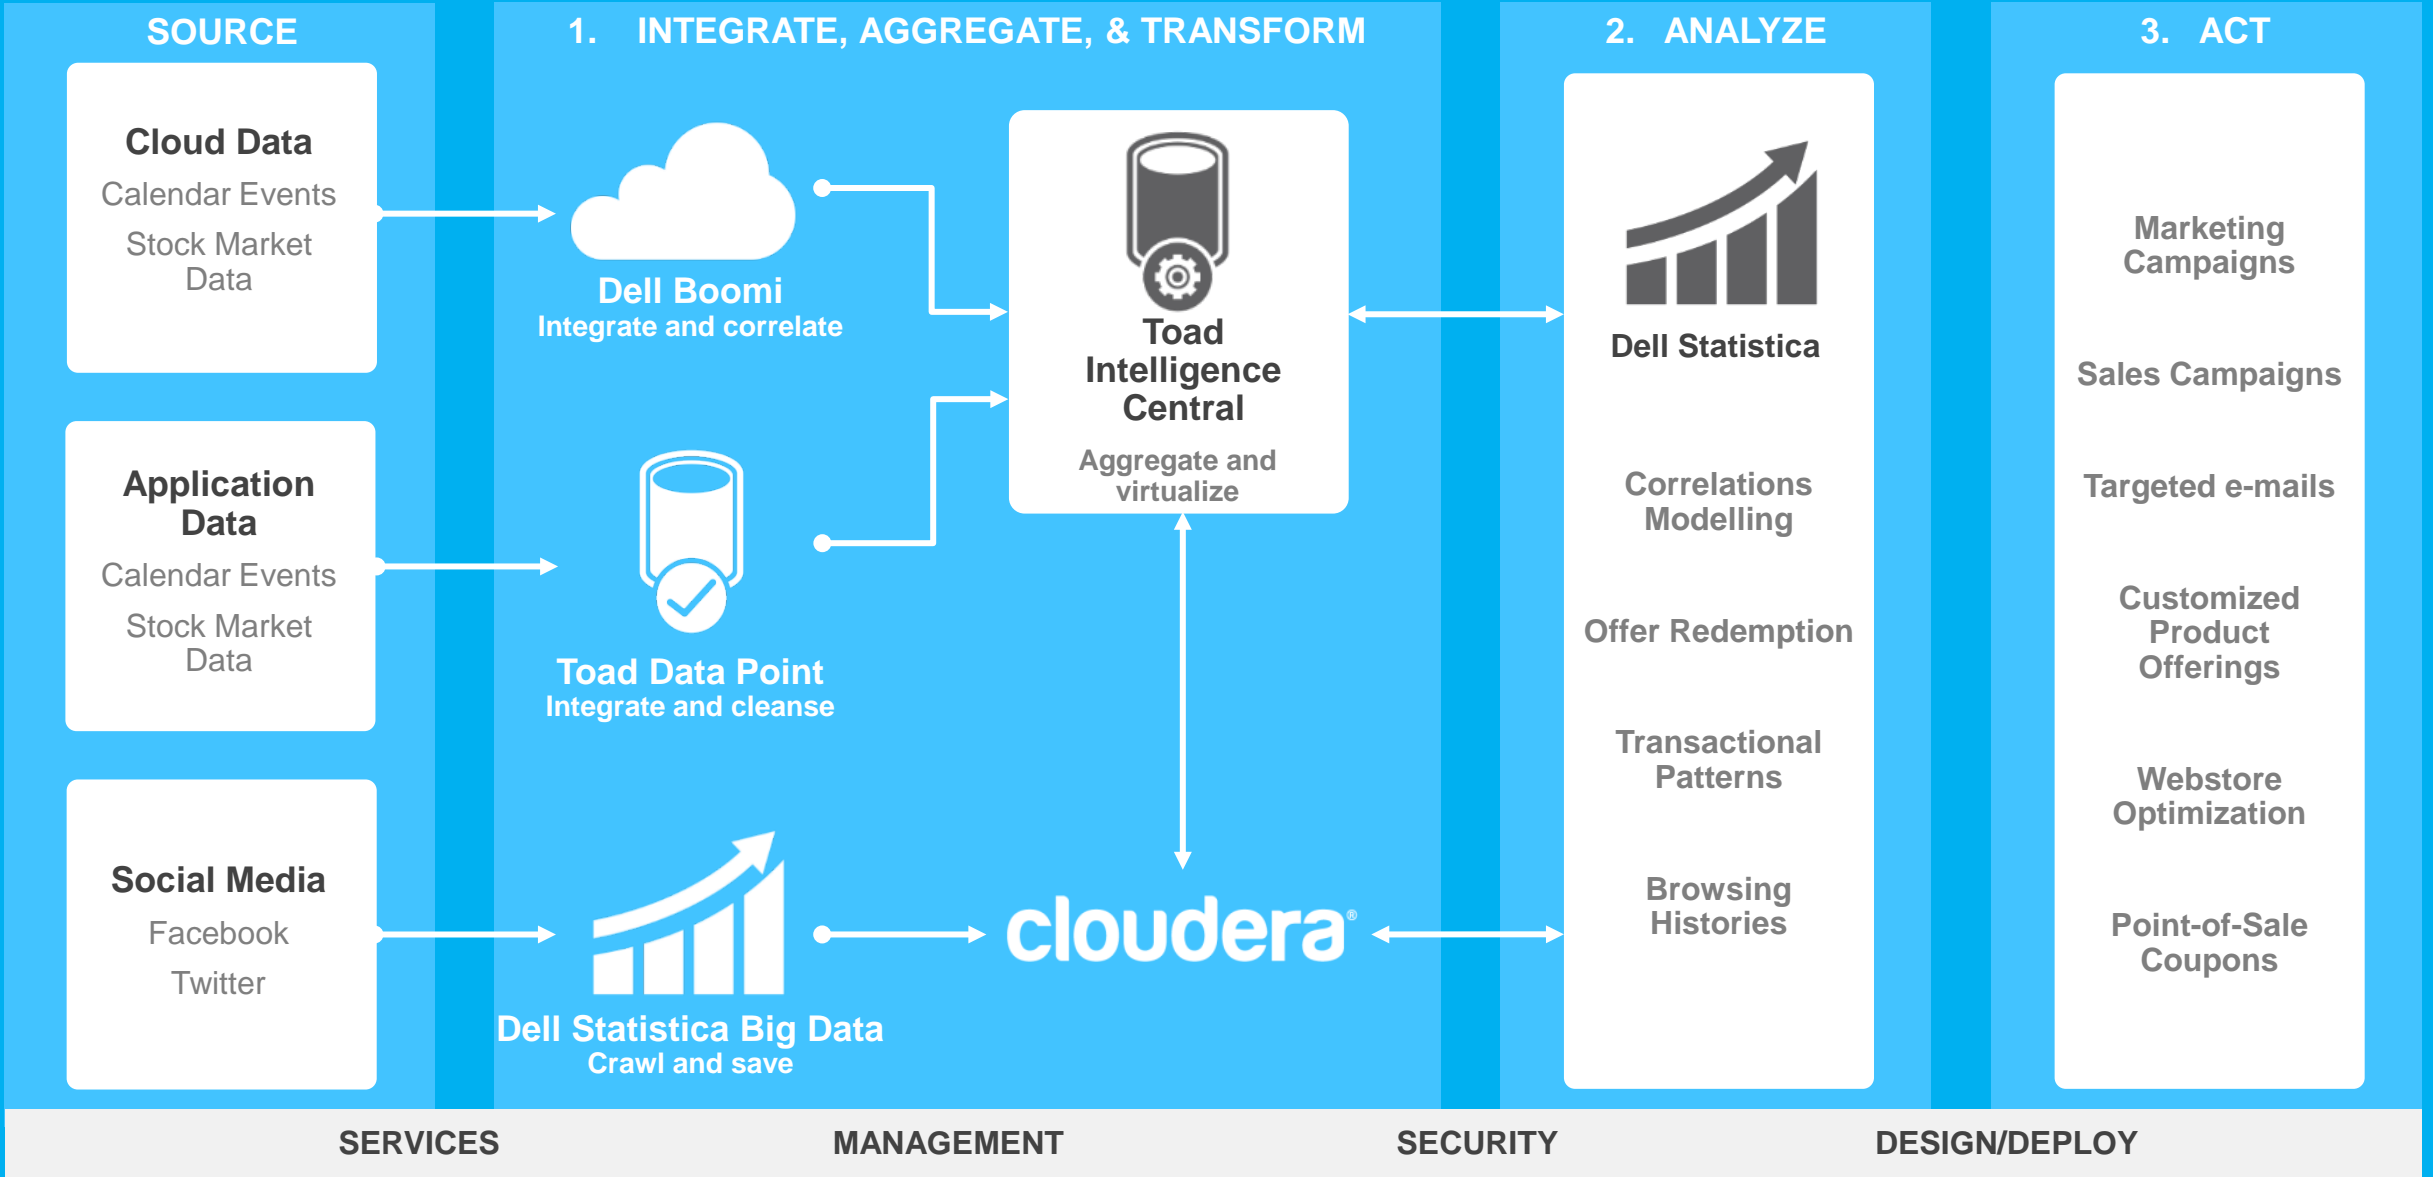 SOURCE
Cloud Data
Calendar Events
Stock Market
Data
Application
Data
Calendar Events
Stock Market
Data
Social Media
Facebook
Twitter
1. INTEGRATE, AGGREGATE, & TRANSFORM
Dell Boomi
Integrate and correlate
Toad Data Point
Integrate and cleanse
Dell Statistica Big Data
Crawl and save
Toad
Intelligence
Central
Aggregate and
virtualize
cloudera®
2. ANALYZE
Dell Statistica
Correlations
Modelling
Offer Redemption
Transactional
Patterns
Browsing
Histories
3. ACT
Marketing
Campaigns
Sales Campaigns
Targeted e-mails
Customized
Product
Offerings
Webstore
Optimization
Point-of-Sale
Coupons
SERVICES
MANAGEMENT
SECURITY
DESIGN/DEPLOY